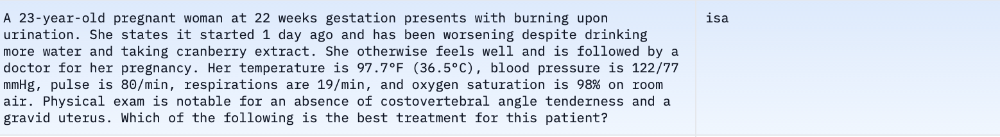 A 23-year-old pregnant woman at 22 weeks gestation presents with burning upon
urination. She states it started 1 day ago and has been worsening despite drinking
more water and taking cranberry extract. She otherwise feels well and is followed by a
doctor for her pregnancy. Her temperature is 97.7°F (36.5°C), blood pressure is 122/77
mmHg, pulse is 80/min, respirations are 19/min, and oxygen saturation is 98% on room
air. Physical exam is notable for an absence of costovertebral angle tenderness and a
gravid uterus. Which of the following is the best treatment for this patient?
isa